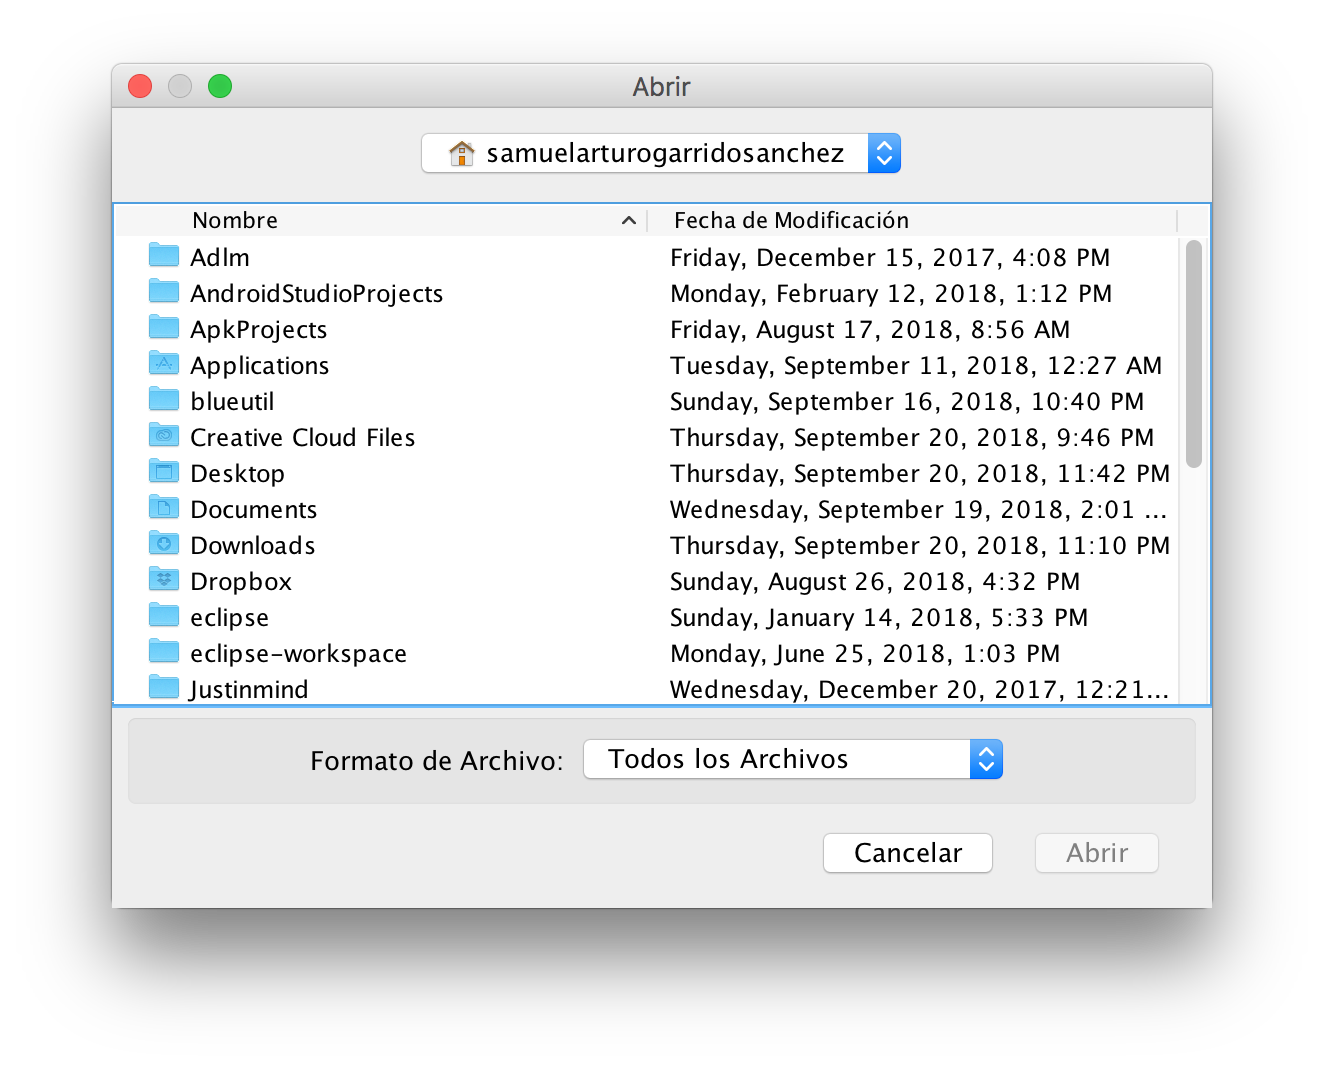 Abrir
samuelarturogarridosanchez
Nombre Fecha de Modificación
Adlm Friday, December 15, 2017, 4:08 PM
AndroidStudioProjects Monday, February 12, 2018, 1:12 PM
ApkProjects Friday, August 17, 2018, 8:56 AM
Applications Tuesday, September 11, 2018, 12:27 AM
blueutil Sunday, September 16, 2018, 10:40 PM
Creative Cloud Files Thursday, September 20, 2018, 9:46 PM
Desktop Thursday, September 20, 2018, 11:42 PM
Documents Wednesday, September 19, 2018, 2:01 ...
Downloads Thursday, September 20, 2018, 11:10 PM
Dropbox Sunday, August 26, 2018, 4:32 PM
eclipse Sunday, January 14, 2018, 5:33 PM
eclipse-workspace Monday, June 25, 2018, 1:03 PM
Justinmind Wednesday, December 20, 2017, 12:21...
Formato de Archivo: Todos los Archivos
Cancelar Abrir